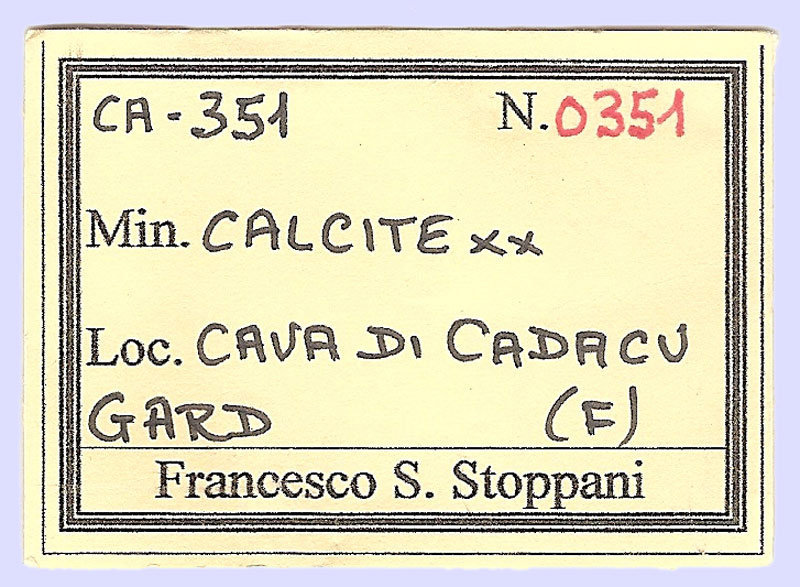 CA-351 N.0351
Min. CALCITE xx
Loc. CAVA DI CADACU
GARD (F)
Francesco S. Stoppani